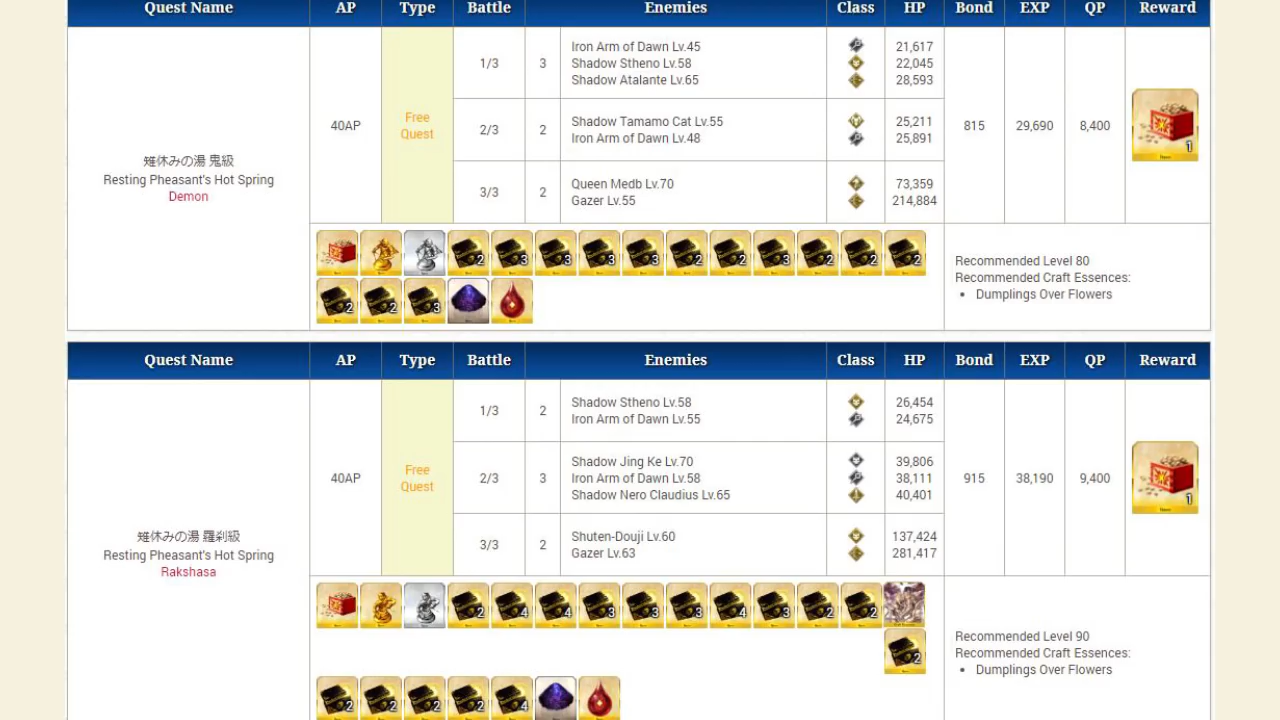 Quest Name AP Type Battle Enemies Class HP Bond EXP QP Reward
雉休みの湯 鬼級
Resting Pheasant's Hot Spring
Demon
40AP
Free
Quest
1/3
3
Iron Arm of Dawn Lv.45 21,617
Shadow Stheno Lv.58 22,045
Shadow Atalante Lv.65 28,593
2/3
2
Shadow Tamamo Cat Lv.55 25,211
Iron Arm of Dawn Lv.48 25,891
3/3
2
Queen Medb Lv.70 73,359
Gazer Lv.55 214,884
815
29,690
8,400
1
2 3 3 3 3 2 2 3 2 2 2
2 2 3
Recommended Level 80
Recommended Craft Essences:
• Dumplings Over Flowers
Quest Name AP Type Battle Enemies Class HP Bond EXP QP Reward
雉休みの湯 羅刹級
Resting Pheasant's Hot Spring
Rakshasa
40AP
Free
Quest
1/3
2
Shadow Stheno Lv.58 26,454
Iron Arm of Dawn Lv.55 24,675
2/3
3
Shadow Jing Ke Lv.70 39,806
Iron Arm of Dawn Lv.58 38,111
Shadow Nero Claudius Lv.65 40,401
3/3
2
Shuten-Douji Lv.60 137,424
Gazer Lv.63 281,417
915
38,190
9,400
1
2 4 4 3 3 3 4 3 2 2
2
2 2 2 2 4
Recommended Level 90
Recommended Craft Essences:
• Dumplings Over Flowers